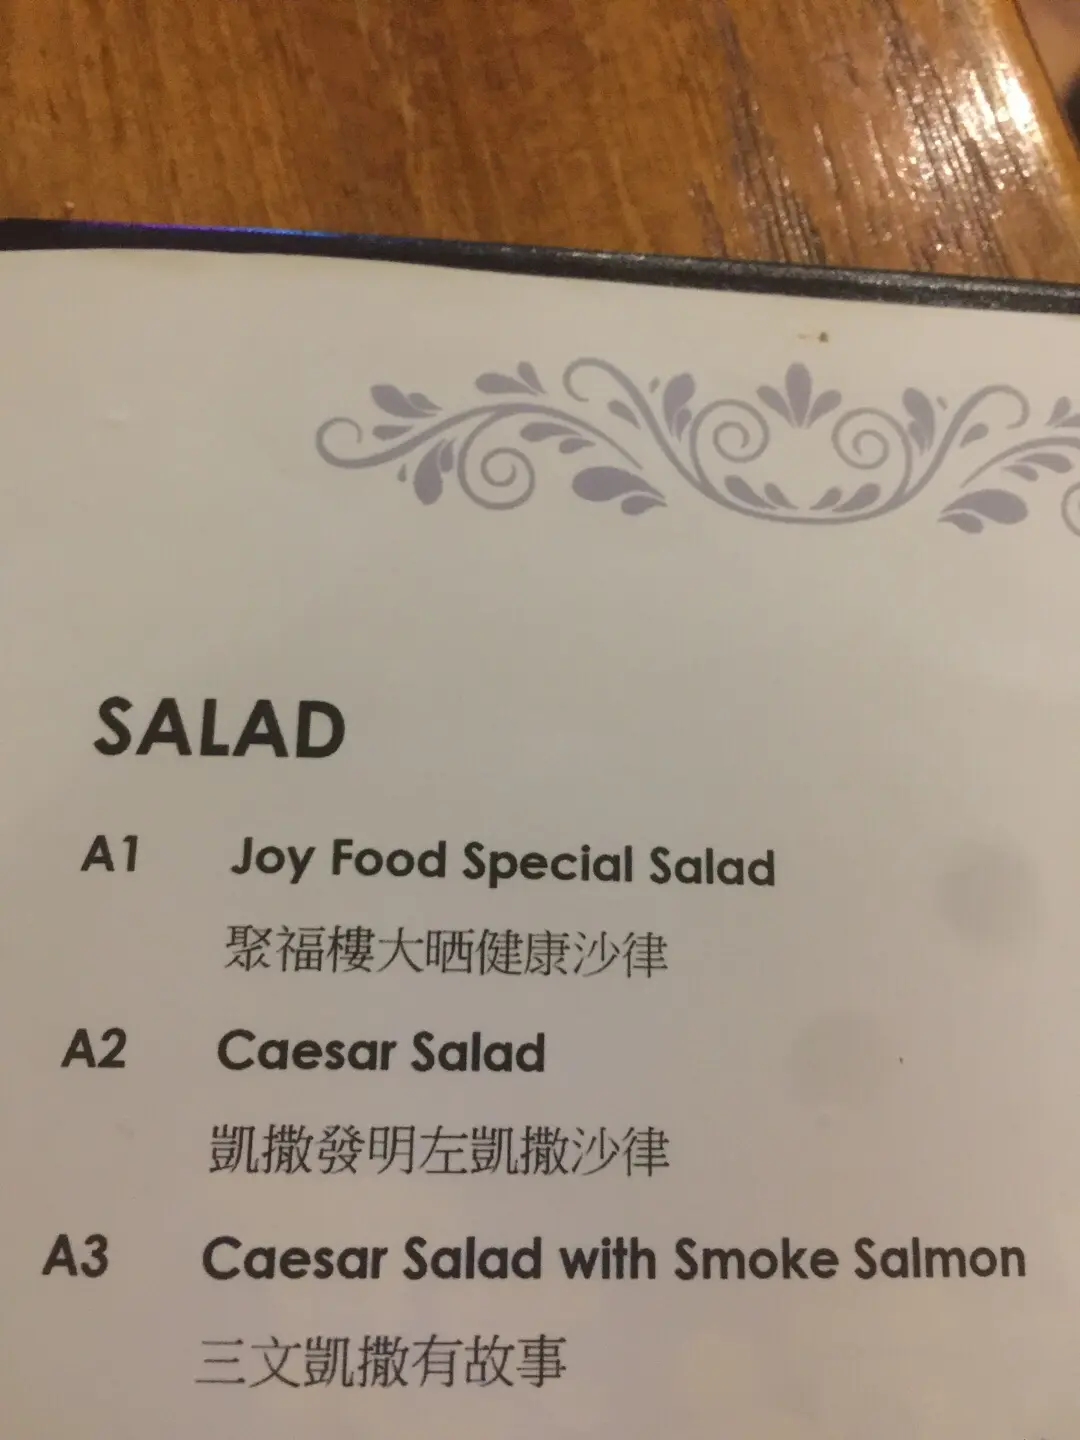 SALAD
A1 Joy Food Special Salad
聚福樓大晒健康沙律
A2 Caesar Salad
凱撒發明左凱撒沙律
A3 Caesar Salad with Smoke Salmon
三文凱撒有故事